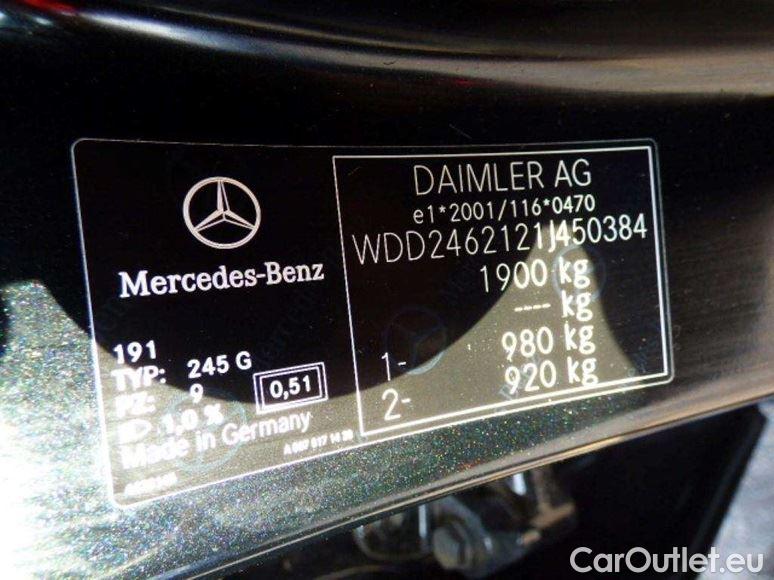 DAIMLER AG
e1*2001/116*0470
WDD2462121J450384
1900 kg
---- kg
1- 980 kg
2- 920 kg
Mercedes-Benz
191
TYP: 245 G
PZ: 9
1,0 %
0,51
Made in Germany
CarOutlet.eu